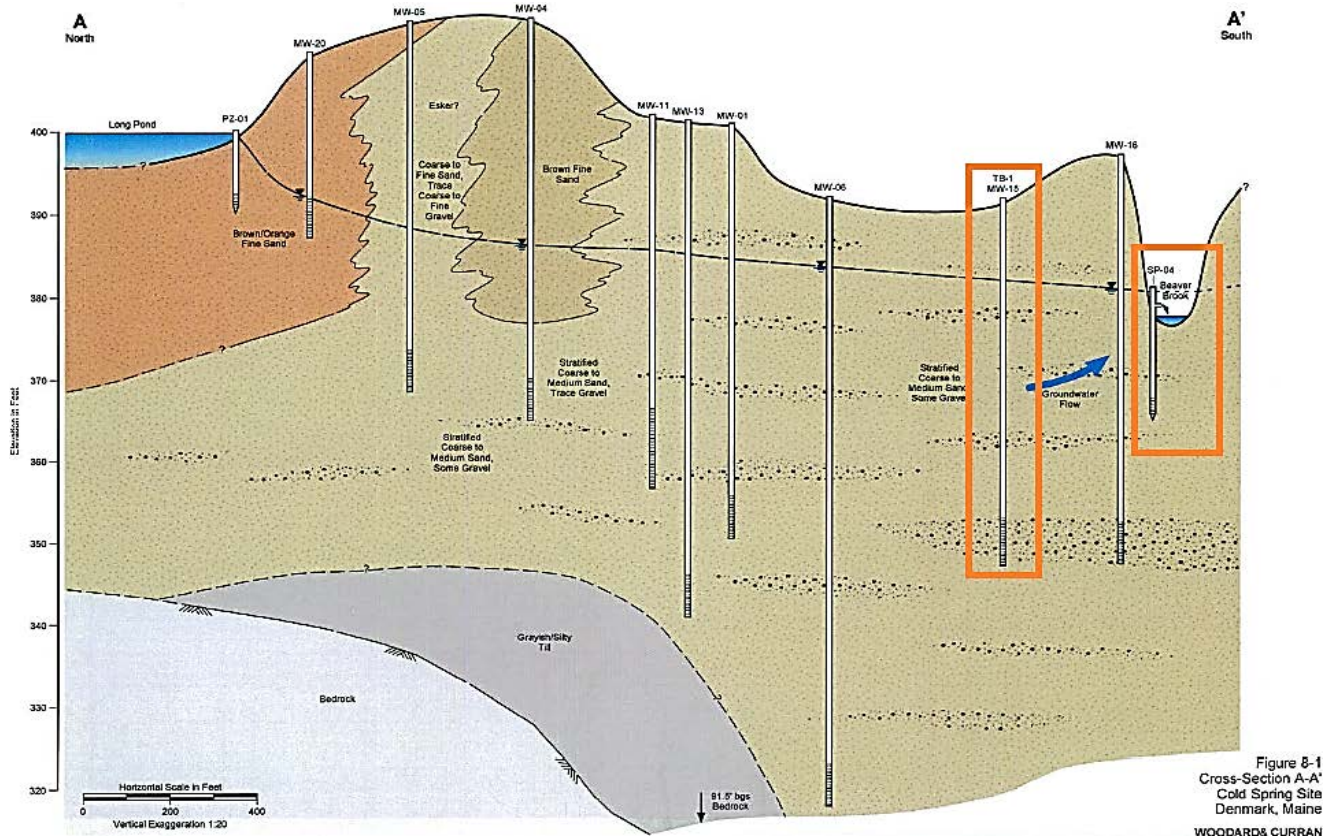 A
North
A'
South
MW-05
MW-04
MW-20
PZ-01
Long Pond
MW-11
MW-13
MW-01
MW-06
TB-1
MW-15
MW-16
SP-04
Beaver
Brook
Esker?
Coarse to
Fine Sand,
Trace
Coarse to
Fine
Gravel
Brown Fine
Sand
Brown/Orange
Fine Sand
Stratified
Coarse to
Medium Sand,
Trace Gravel
Stratified
Coarse to
Medium Sand,
Some Gravel
Stratified
Coarse to
Medium Sand
Some Gravel
Groundwater
Flow
Grayish/Silty
Till
Bedrock
91.5' bgs
Bedrock
?
?
?
?
?
Elevation in Feet
400
390
380
370
360
350
340
330
320
Horizontal Scale in Feet
0 200 400
Vertical Exaggeration 1:20
Figure 8-1
Cross-Section A-A'
Cold Spring Site
Denmark, Maine
WOODARD& CURRAN